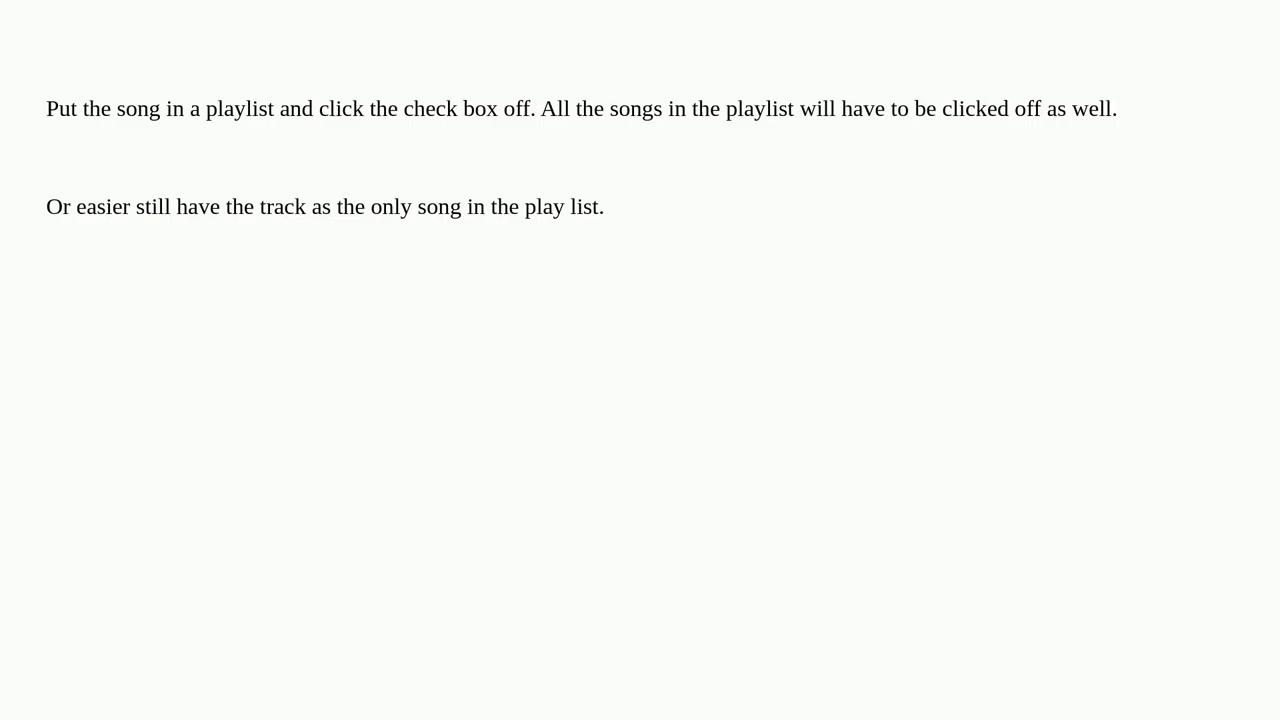 Put the song in a playlist and click the check box off. All the songs in the playlist will have to be clicked off as well.
Or easier still have the track as the only song in the play list.